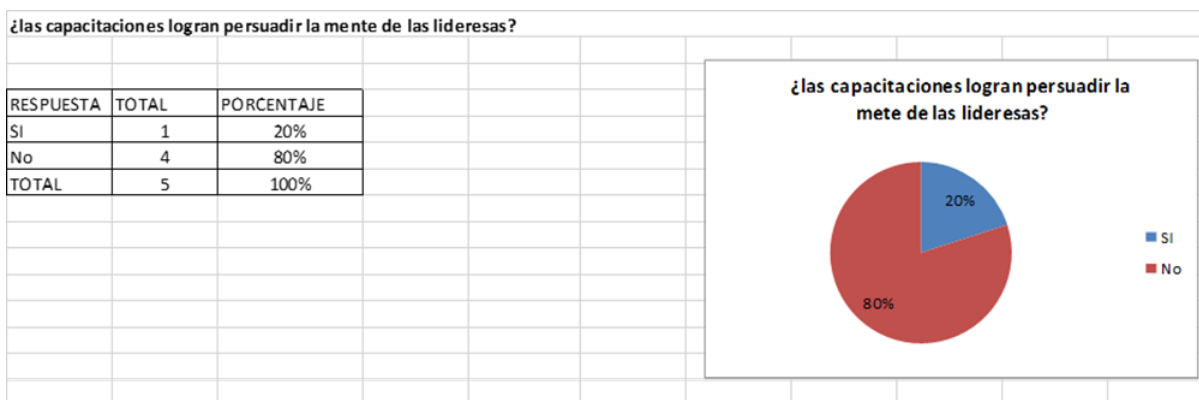 ¿las capacitaciones logran persuadir la mente de las lideresas?
RESPUESTA TOTAL PORCENTAJE
SI 1 20%
No 4 80%
TOTAL 5 100%
¿las capacitaciones logran persuadir la
mete de las lideresas?
20%
80%
SI
No